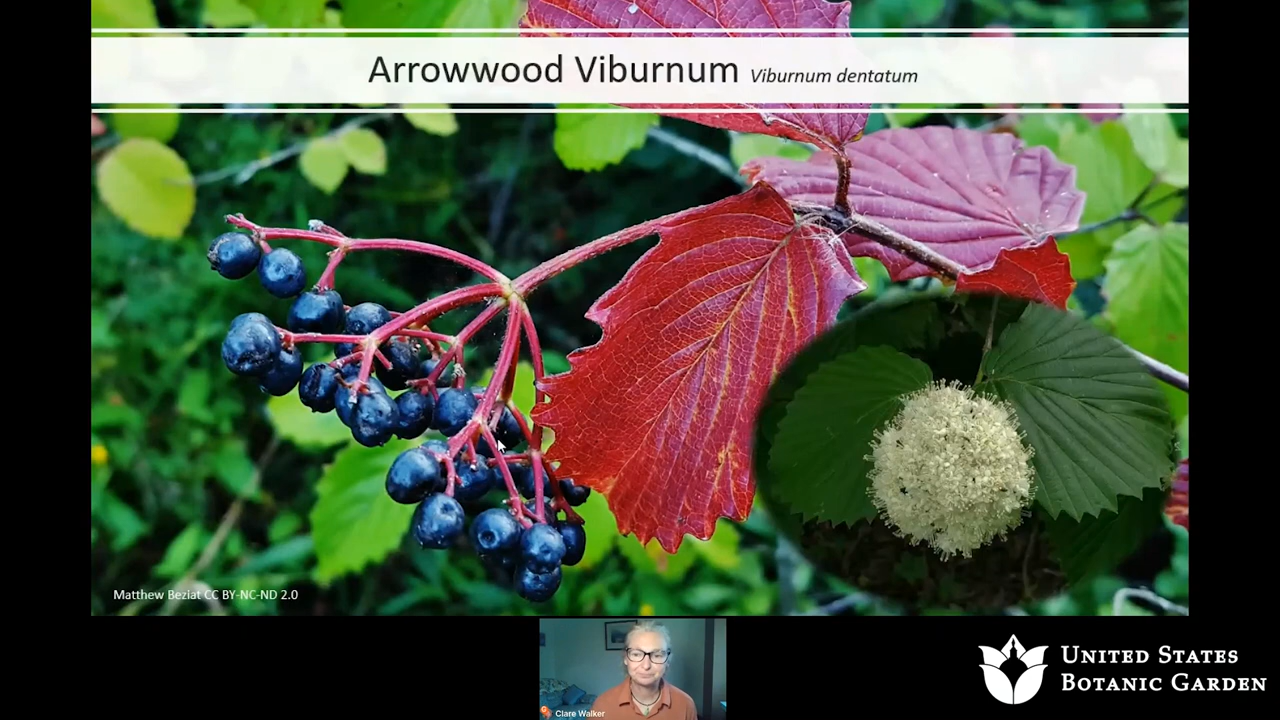 Arrowwood Viburnum Viburnum dentatum
Matthew Beziat CC BY-NC-ND 2.0
Clare Walker
UNITED STATES
BOTANIC GARDEN